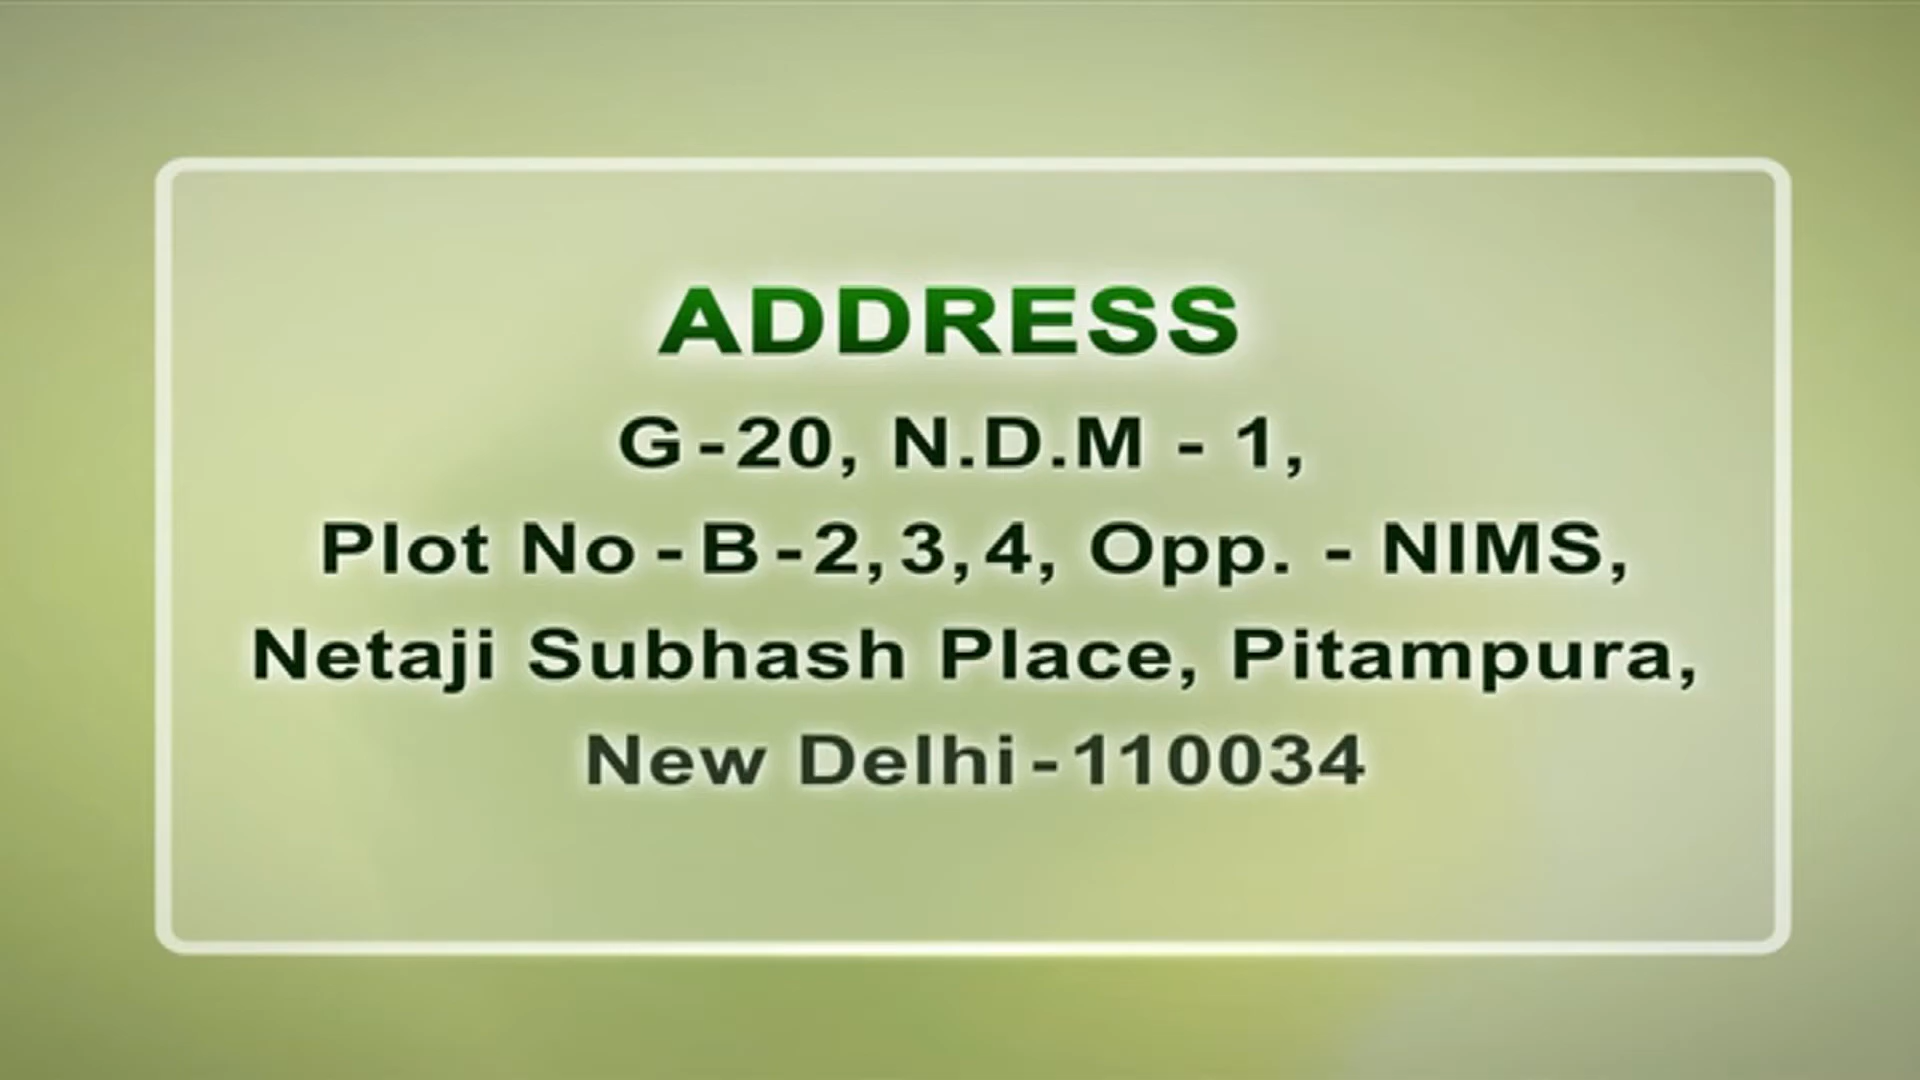 ADDRESS
G-20, N.D.M - 1,
Plot No-B-2,3,4, Opp. - NIMS,
Netaji Subhash Place, Pitampura,
New Delhi-110034